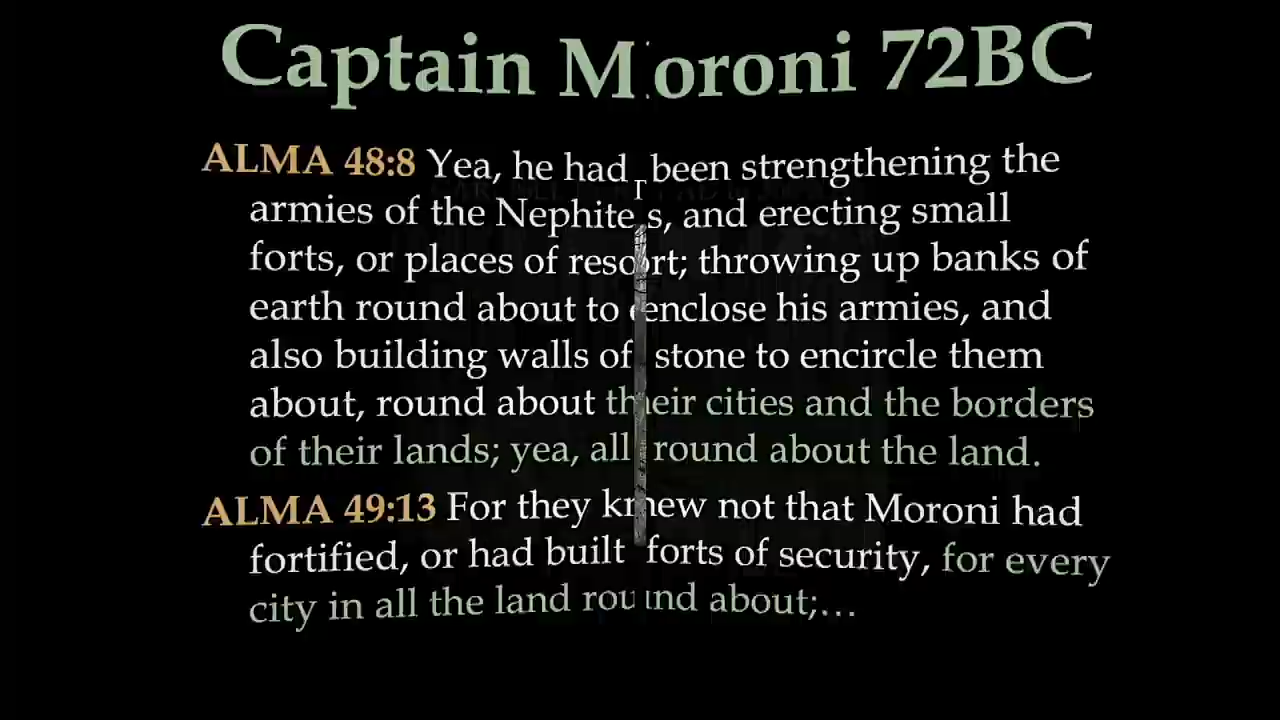 Captain Moroni 72BC
ALMA 48:8 Yea, he had been strengthening the
armies of the Nephites, and erecting small
forts, or places of resort; throwing up banks of
earth round about to enclose his armies, and
also building walls of stone to encircle them
about, round about their cities and the borders
of their lands; yea, all round about the land.
ALMA 49:13 For they knew not that Moroni had
fortified, or had built forts of security, for every
city in all the land round about;…